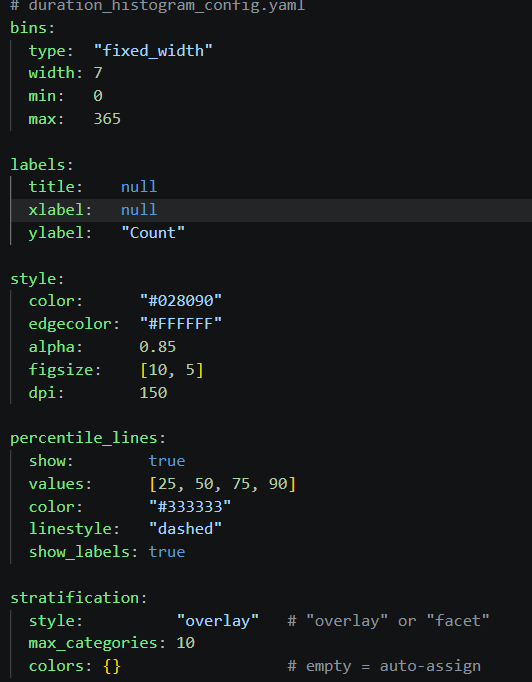 # duration_histogram_config.yaml
bins:
  type:  "fixed_width"
  width: 7
  min:   0
  max:   365

labels:
  title:    null
  xlabel:   null
  ylabel:   "Count"

style:
  color:      "#028090"
  edgecolor:  "#FFFFFF"
  alpha:      0.85
  figsize:    [10, 5]
  dpi:        150

percentile_lines:
  show:        true
  values:      [25, 50, 75, 90]
  color:       "#333333"
  linestyle:   "dashed"
  show_labels: true

stratification:
  style:          "overlay"   # "overlay" or "facet"
  max_categories: 10
  colors: {}                  # empty = auto-assign